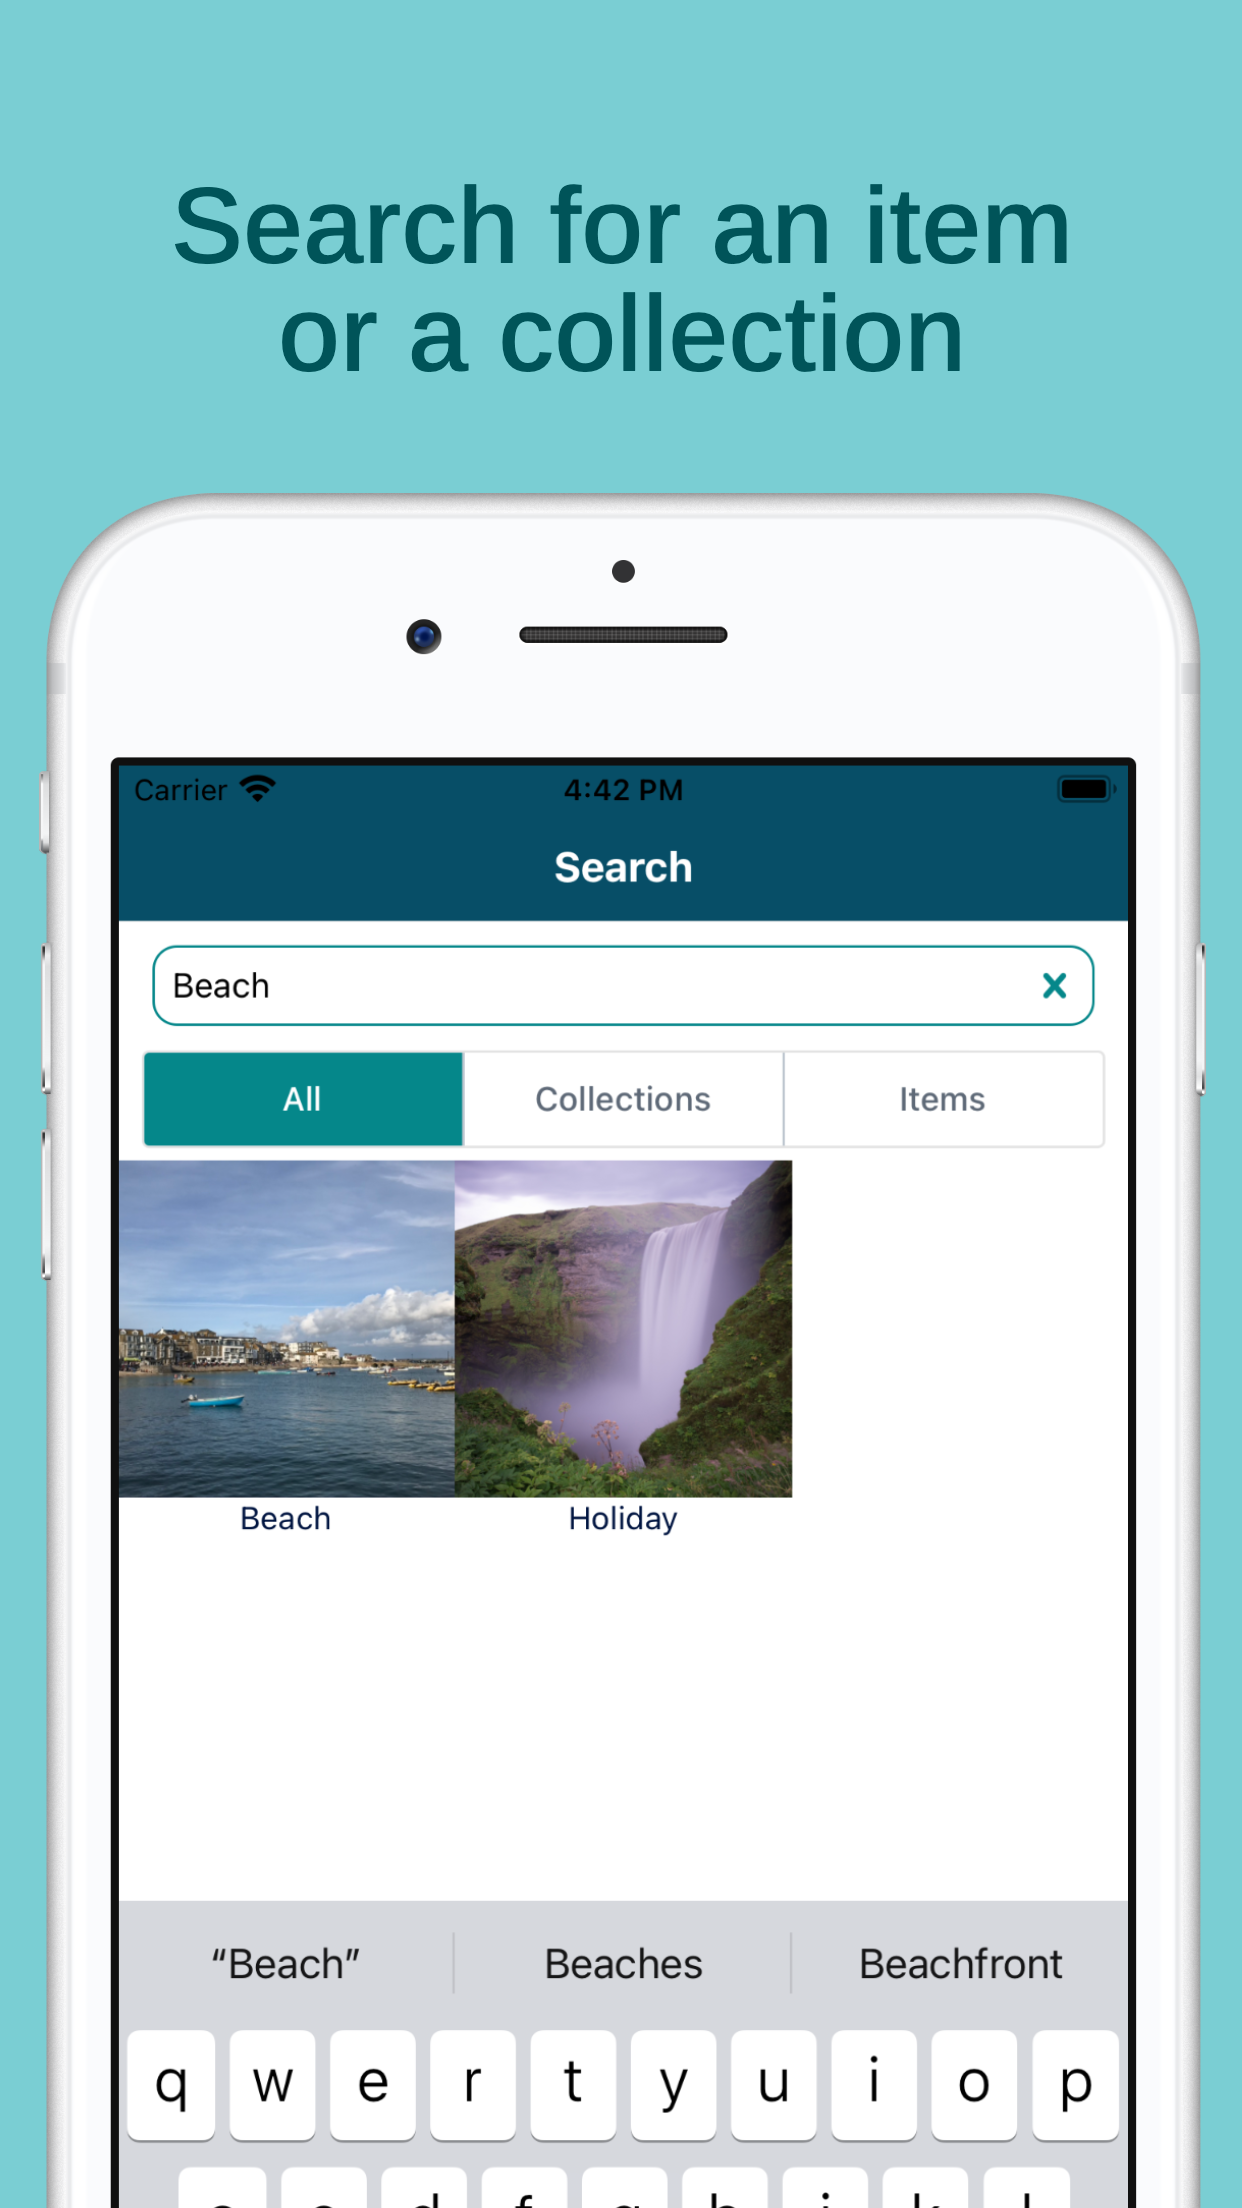 Search for an item
or a collection
Carrier 4:42 PM
Search
Beach
All Collections Items
Beach Holiday
“Beach” Beaches Beachfront
q w e r t y u i o p
a s d f g h j k l